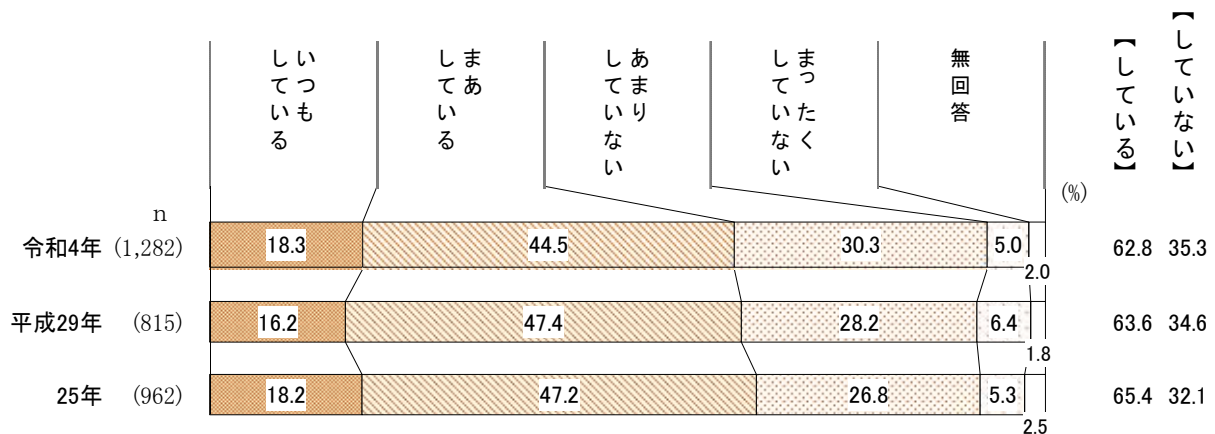 いつも
している
まあ
している
あまり
していない
まったく
していない
無回答
【している】
【していない】
(%)
n
令和4年 (1,282) 18.3 44.5 30.3 5.0 2.0 62.8 35.3
平成29年 (815) 16.2 47.4 28.2 6.4 1.8 63.6 34.6
25年 (962) 18.2 47.2 26.8 5.3 2.5 65.4 32.1